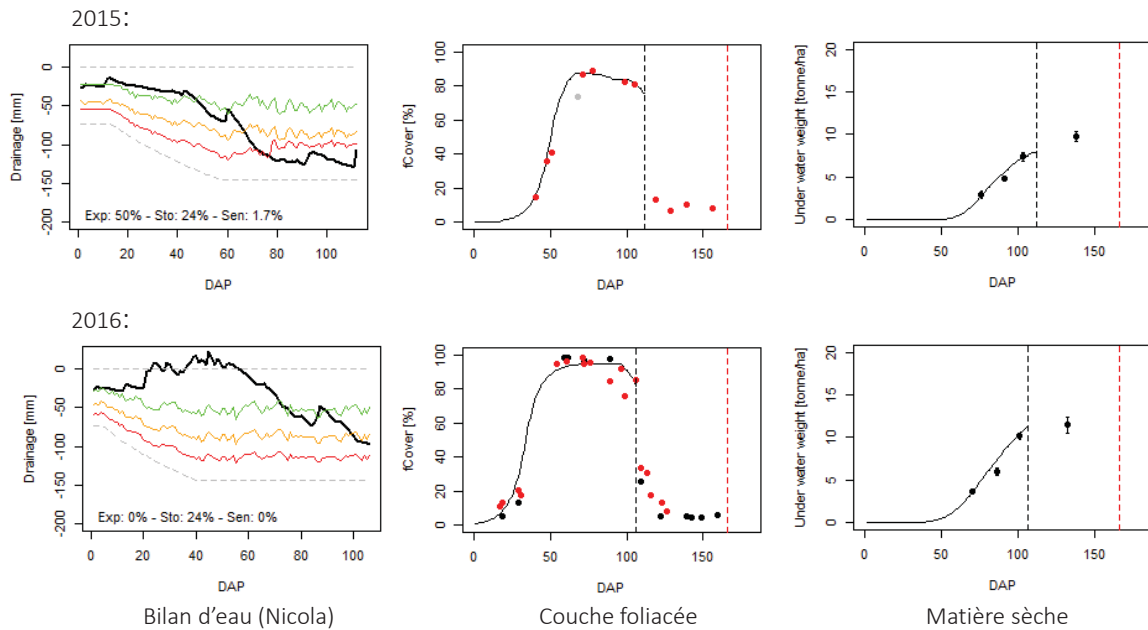 2015:
Drainage [mm]
0
-50
-100
-150
-200
Exp: 50% - Sto: 24% - Sen: 1.7%
0 20 40 60 80 100
DAP
fCover [%]
100
80
60
40
20
0
0 50 100 150
DAP
Under water weight [tonne/ha]
20
15
10
5
0
0 50 100 150
DAP
2016:
Drainage [mm]
0
-50
-100
-150
-200
Exp: 0% - Sto: 24% - Sen: 0%
0 20 40 60 80 100
DAP
fCover [%]
100
80
60
40
20
0
0 50 100 150
DAP
Under water weight [tonne/ha]
20
15
10
5
0
0 50 100 150
DAP
Bilan d'eau (Nicola)
Couche foliacée
Matière sèche